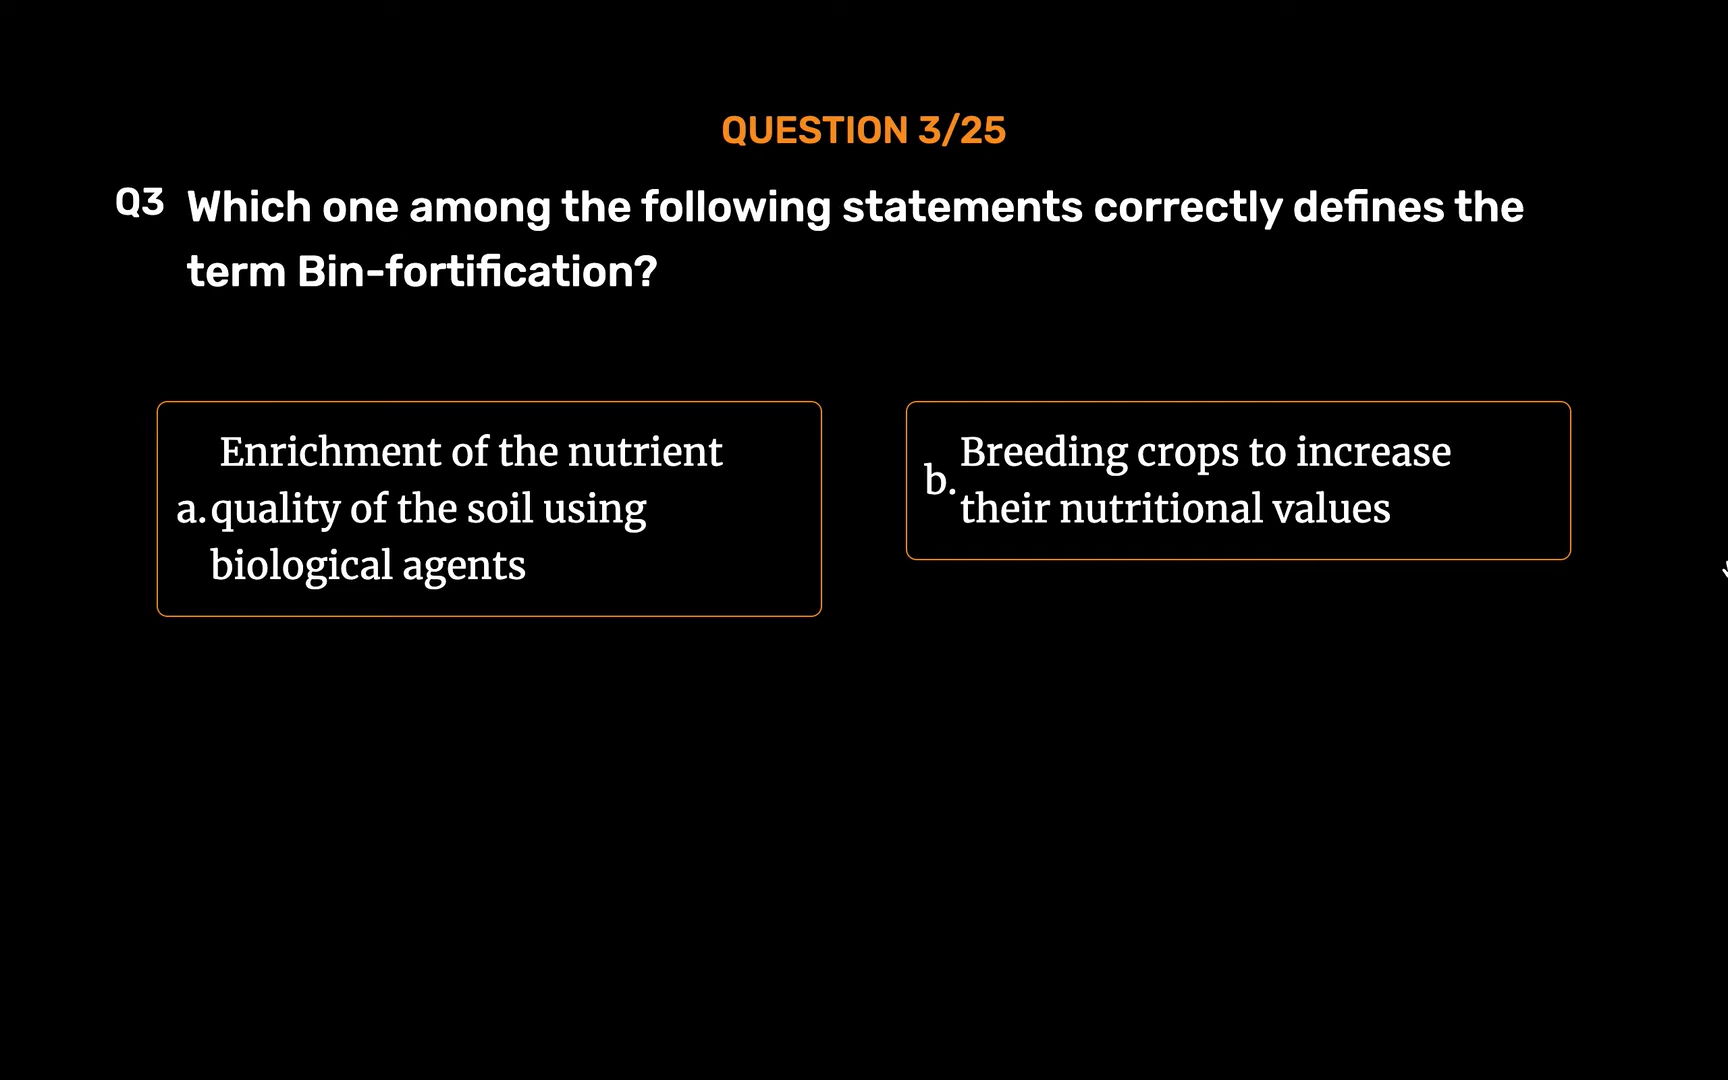 QUESTION 3/25
Q3 Which one among the following statements correctly defines the
term Bin-fortification?
Enrichment of the nutrient
a. quality of the soil using
biological agents
b. Breeding crops to increase
their nutritional values